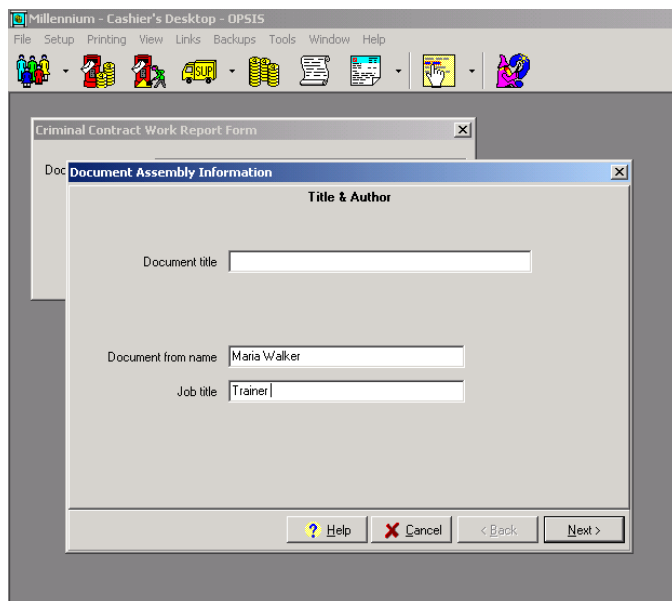 Millennium - Cashier's Desktop - OPSIS
File Setup Printing View Links Backups Tools Window Help
SUP
Criminal Contract Work Report Form
Doc
Document Assembly Information
Title & Author
Document title
Document from name Maria Walker
Job title Trainer
? Help Cancel < Back Next >